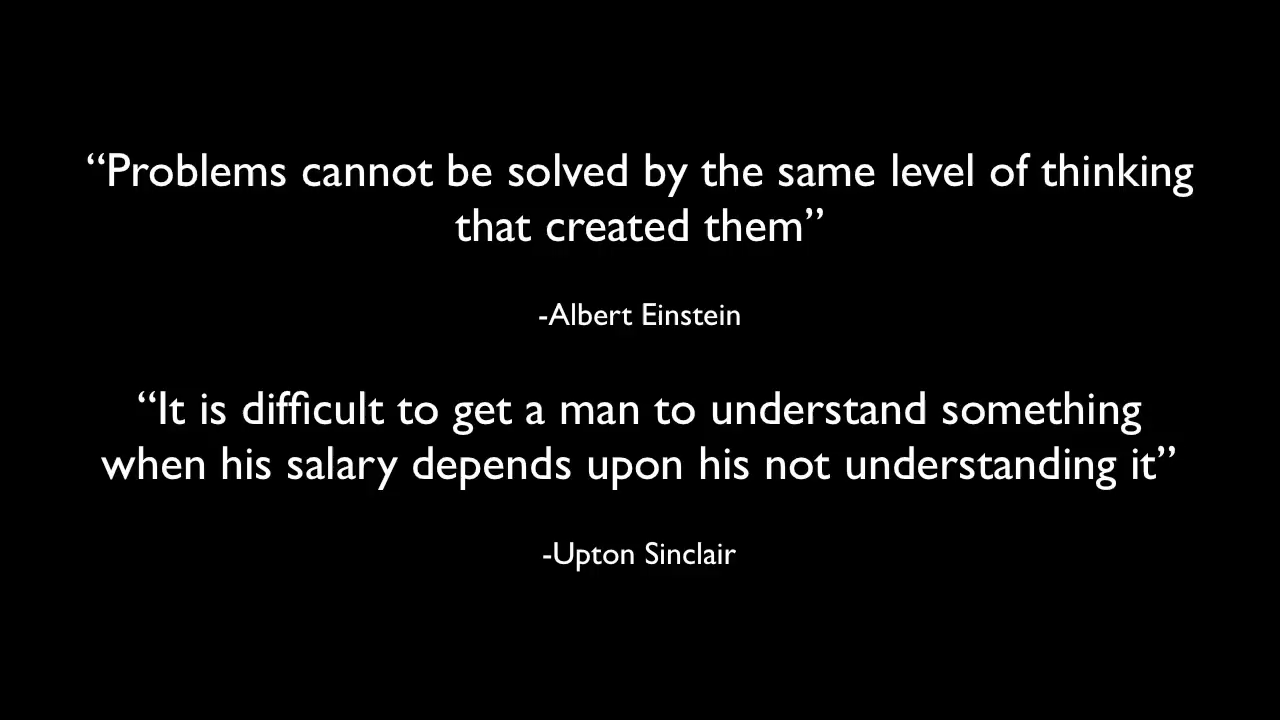 “Problems cannot be solved by the same level of thinking
that created them”
-Albert Einstein
“It is difficult to get a man to understand something
when his salary depends upon his not understanding it”
-Upton Sinclair